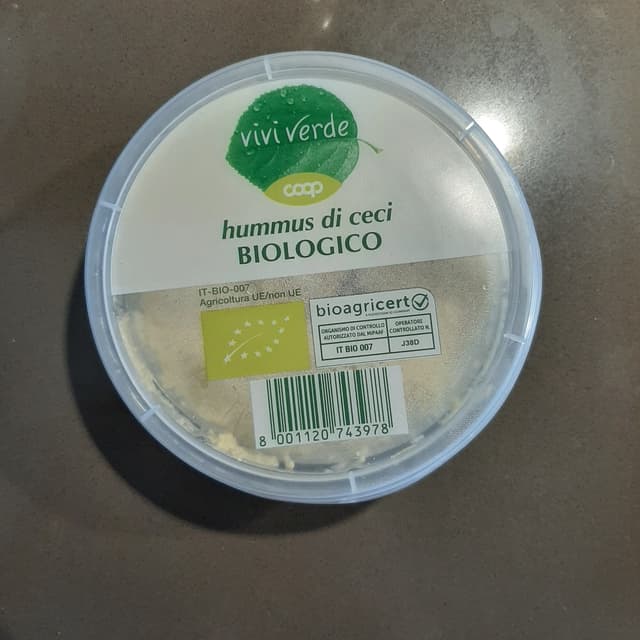 vivi verde
coop
hummus di ceci
BIOLOGICO
IT-BIO-007
Agricoltura UE/non UE
bioagricert
ORGANISMO DI CONTROLLO
AUTORIZZATO DAL MIPAAF
IT BIO 007
OPERATORE
CONTROLLATO N.
J38D
8 001120 743978